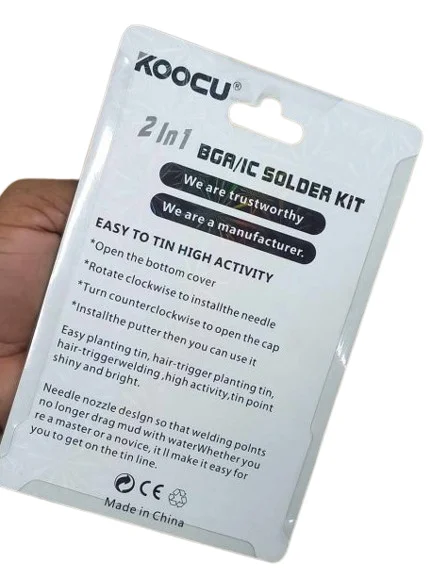 KOOCU®
2 In 1 BGA/IC SOLDER KIT
We are trustworthy
We are a manufacturer.
EASY TO TIN HIGH ACTIVITY
*Open the bottom cover
*Rotate clockwise to installthe needle
*Turn counterclockwise to open the cap
*Installthe putter then you can use it
Easy planting tin, hair-trigger planting tin,
hair-triggerwelding ,high activity,tin point
shiny and bright.
Needle nozzle design so that welding points
no longer drag mud with waterWhether you
re a master or a novice, it ll make it easy for
you to get on the tin line.
CE
Made in China